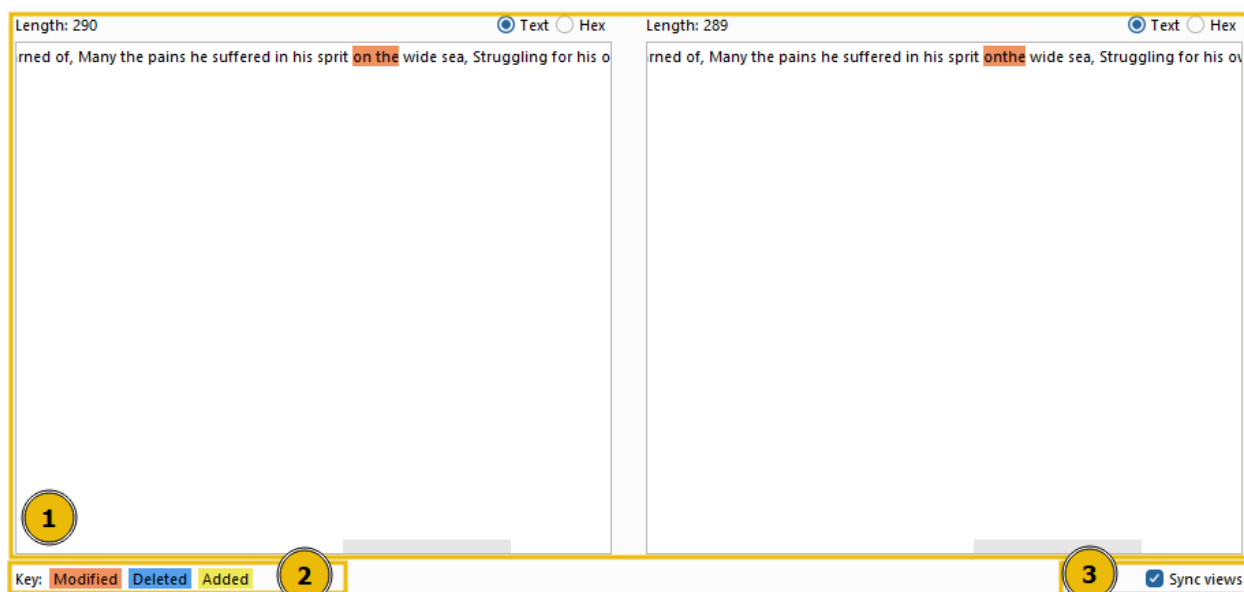 Length: 290 Text Hex Length: 289 Text Hex
rned of, Many the pains he suffered in his sprit on the wide sea, Struggling for his o
rned of, Many the pains he suffered in his sprit onthe wide sea, Struggling for his ov
1
Key: Modified Deleted Added 2 3 Sync views